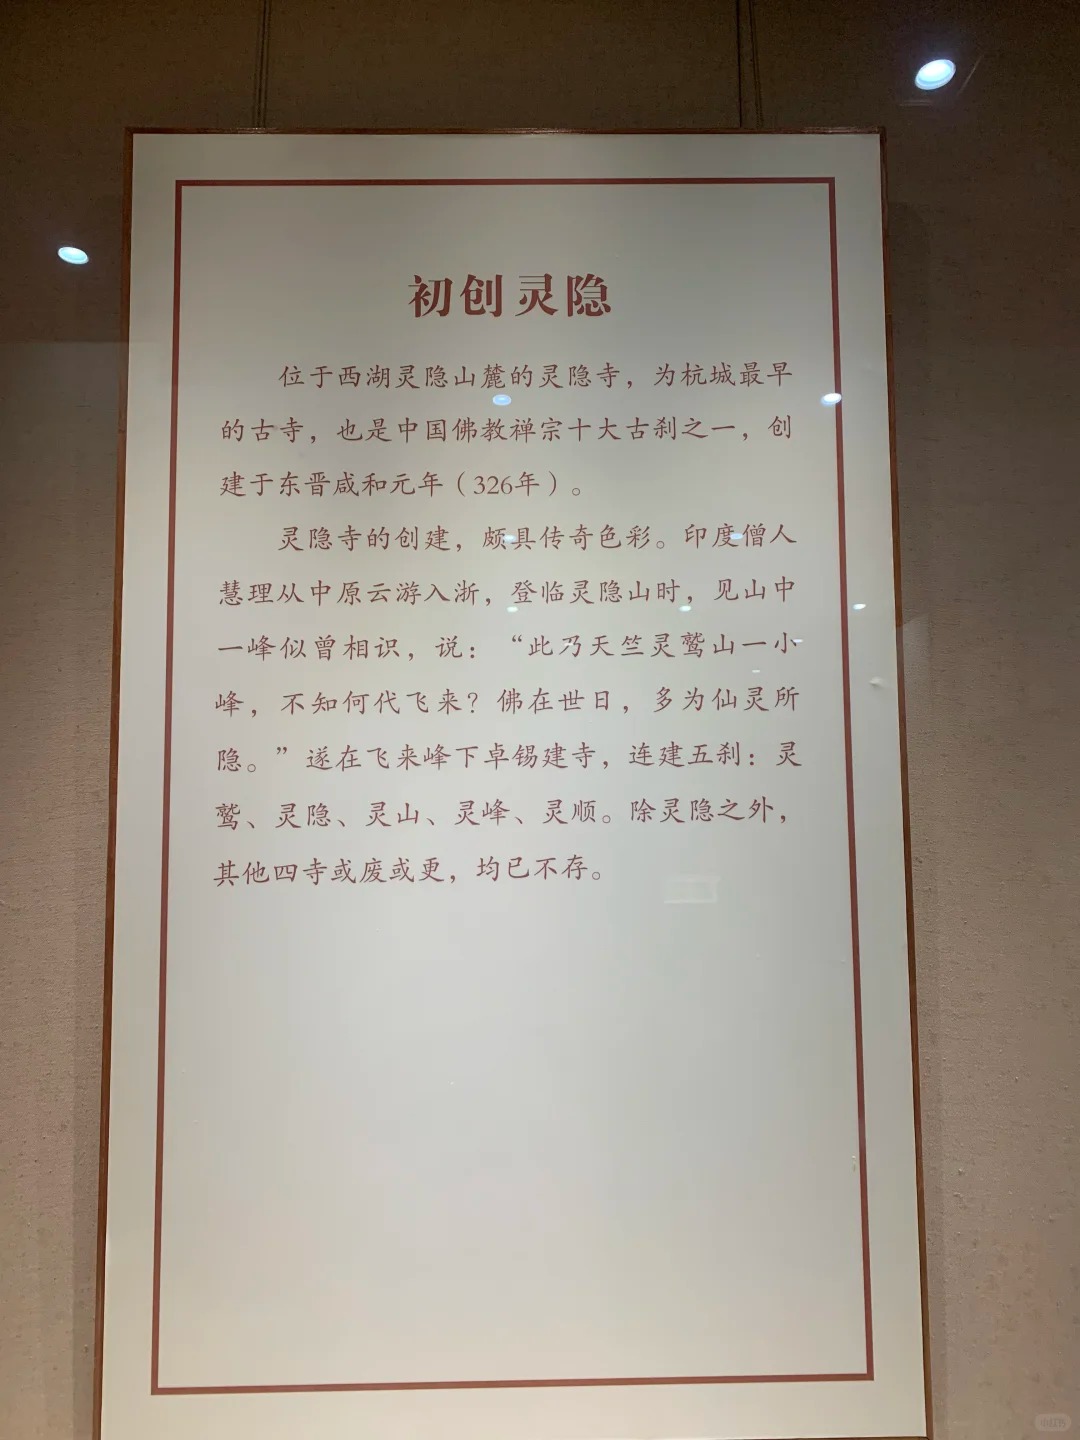 初创灵隐
位于西湖灵隐山麓的灵隐寺，为杭城最早
的古寺，也是中国佛教禅宗十大古刹之一，创
建于东晋咸和元年（326年）。
灵隐寺的创建，颇具传奇色彩。印度僧人
慧理从中原云游入浙，登临灵隐山时，见山中
一峰似曾相识，说：“此乃天竺灵鹫山一小
峰，不知何代飞来？佛在世日，多为仙灵所
隐。”遂在飞来峰下卓锡建寺，连建五刹：灵
鹫、灵隐、灵山、灵峰、灵顺。除灵隐之外，
其他四寺或废或更，均已不存。
小红书